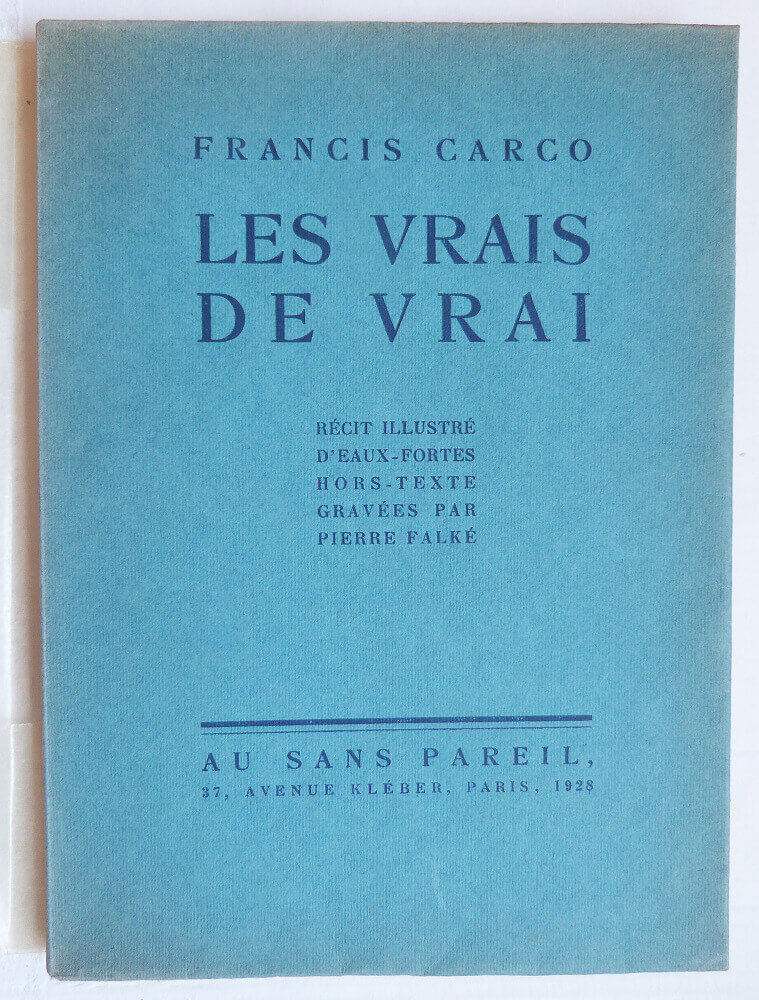 FRANCIS CARCO
LES VRAIS
DE VRAI
RÉCIT ILLUSTRÉ
D'EAUX-FORTES
HORS-TEXTE
GRAVÉES PAR
PIERRE FALKÉ
AU SANS PAREIL,
37, AVENUE KLÉBER, PARIS, 1928